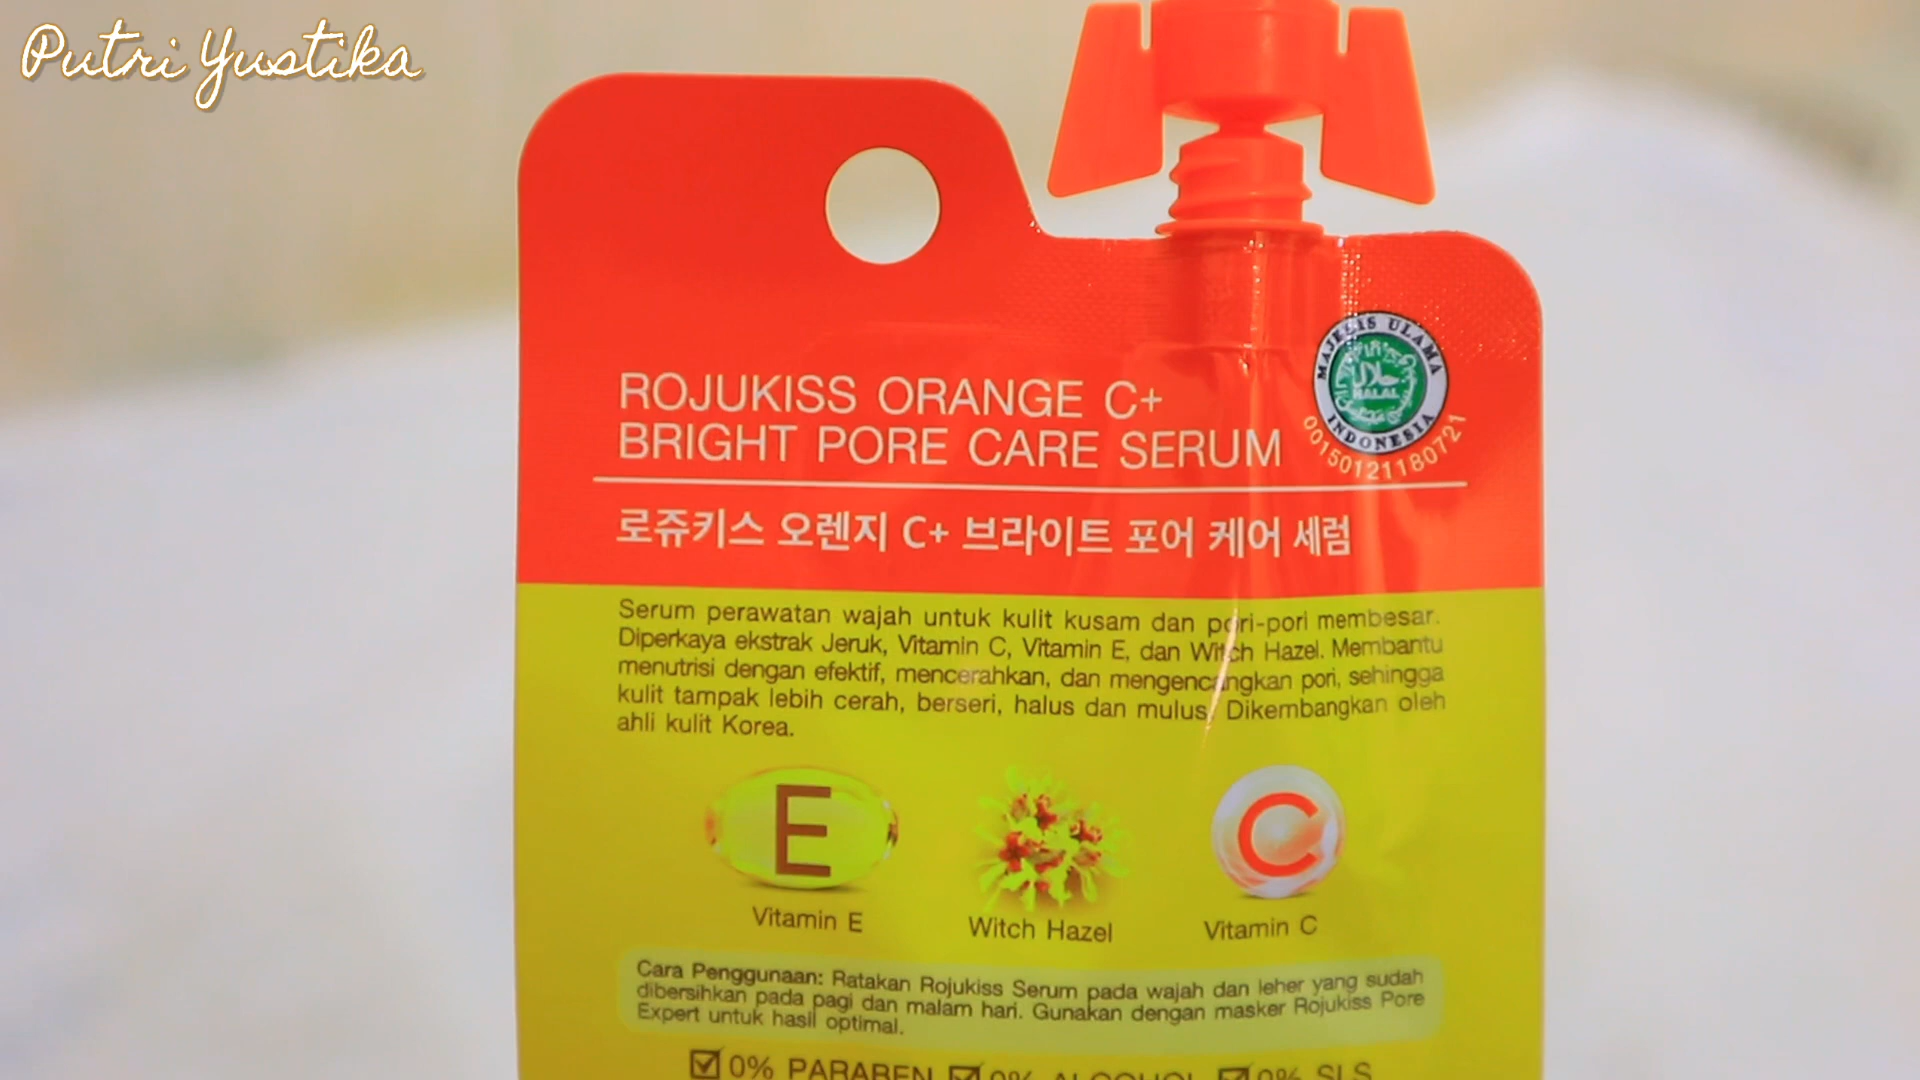 Putri Yustika
MAJELIS ULAMA
حلال
HALAL
INDONESIA
00150121180721
ROJUKISS ORANGE C+
BRIGHT PORE CARE SERUM
로쥬키스 오렌지 C+ 브라이트 포어 케어 세럼
Serum perawatan wajah untuk kulit kusam dan pori-pori membesar.
Diperkaya ekstrak Jeruk, Vitamin C, Vitamin E, dan Witch Hazel. Membantu
menutrisi dengan efektif, mencerahkan, dan mengencangkan pori, sehingga
kulit tampak lebih cerah, berseri, halus dan mulus. Dikembangkan oleh
ahli kulit Korea.
E
C
Vitamin E
Witch Hazel
Vitamin C
Cara Penggunaan: Ratakan Rojukiss Serum pada wajah dan leher yang sudah
dibersihkan pada pagi dan malam hari. Gunakan dengan masker Rojukiss Pore
Expert untuk hasil optimal.
0% PARABEN 0% ALCOHOL 0% SLS